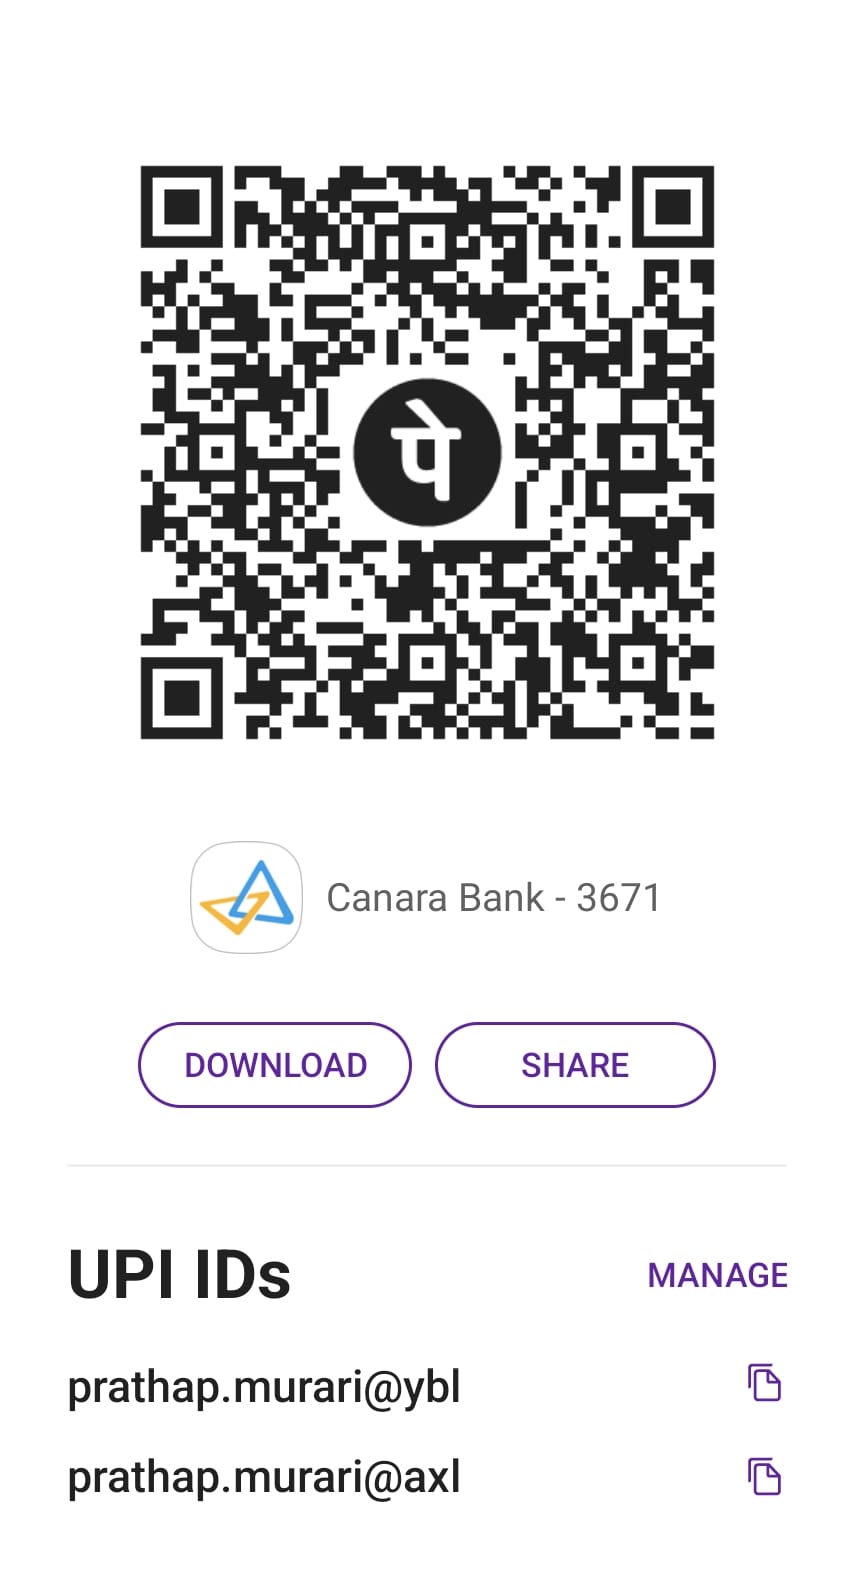 पे
Canara Bank - 3671
DOWNLOAD
SHARE
UPI IDs
MANAGE
prathap.murari@ybl
prathap.murari@axl